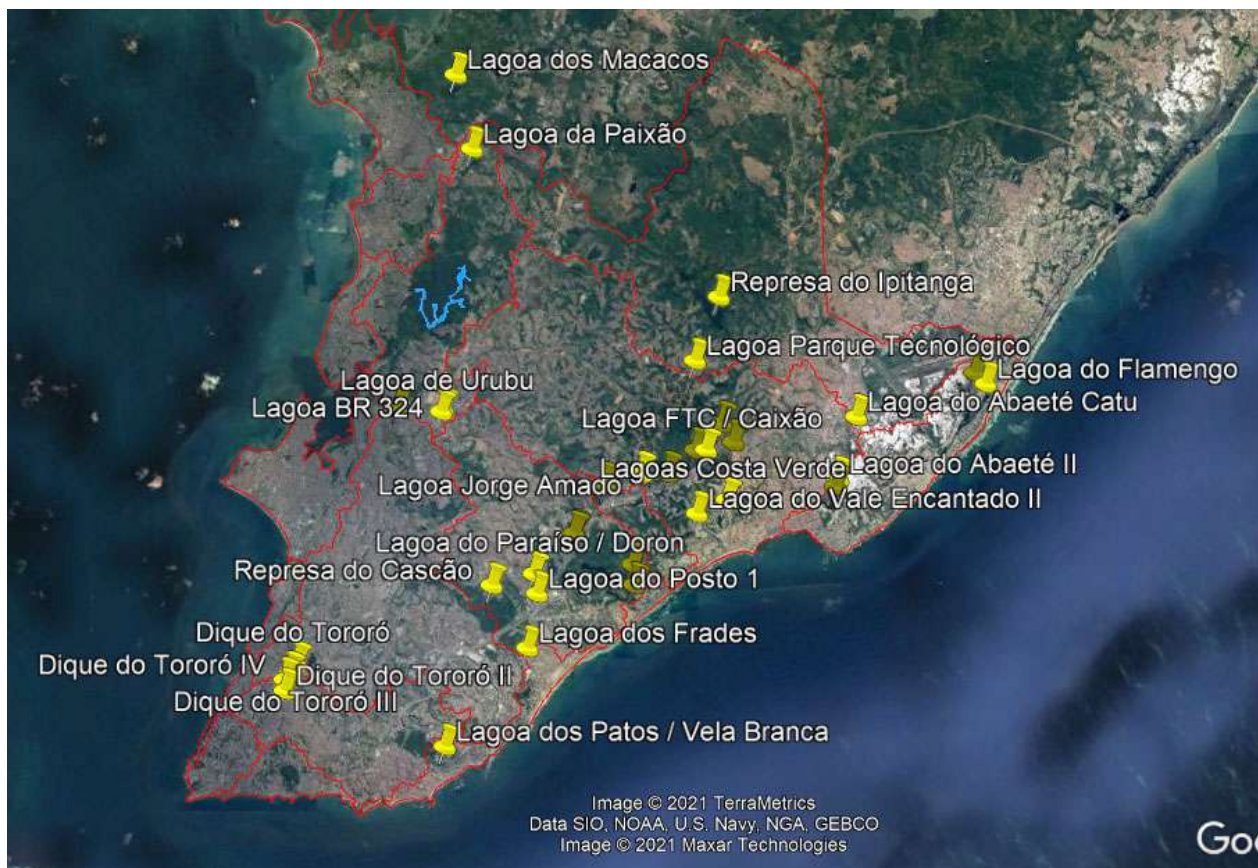 Lagoa dos Macacos
Lagoa da Paixão
Represa do Ipitanga
Lagoa Parque Tecnológico
Lagoa do Flamengo
Lagoa de Urubu
Lagoa do Abaeté Catu
Lagoa BR 324
Lagoa FTC / Caixão
Lagoas Costa Verde
Lagoa do Abaeté II
Lagoa Jorge Amado
Lagoa do Vale Encantado II
Lagoa do Paraíso / Doron
Represa do Cascão
Lagoa do Posto 1
Lagoa dos Frades
Dique do Tororó
Dique do Tororó IV
Dique do Tororó II
Dique do Tororó III
Lagoa dos Patos / Vela Branca
Image © 2021 TerraMetrics
Data SIO, NOAA, U.S. Navy, NGA, GEBCO
Image © 2021 Maxar Technologies
Goo